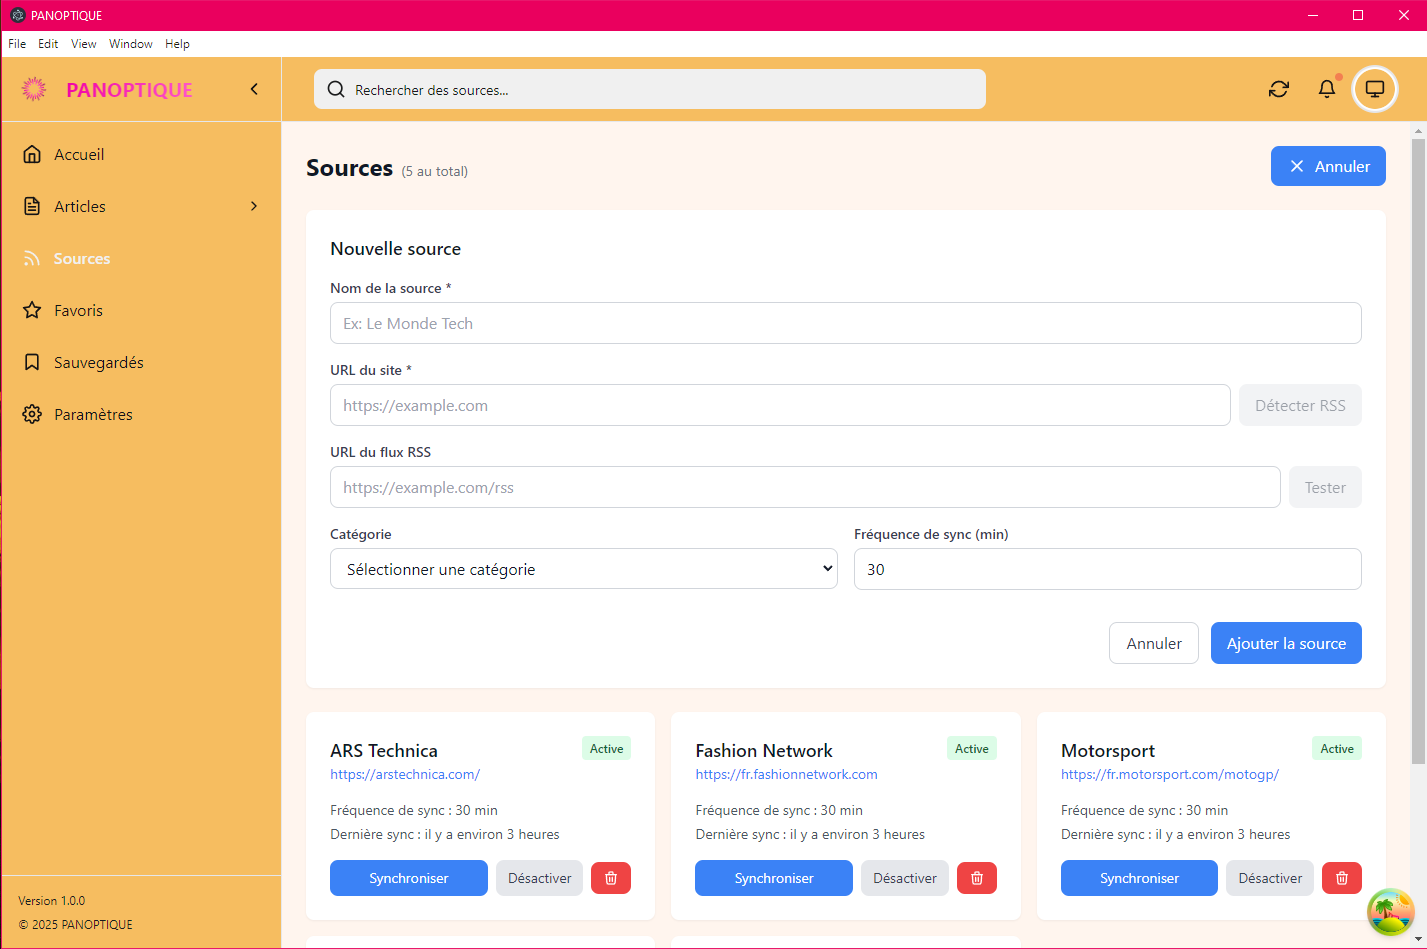 PANOPTIQUE
File Edit View Window Help
PANOPTIQUE
Rechercher des sources...
Accueil
Articles
Sources
Favoris
Sauvegardés
Paramètres
Version 1.0.0
© 2025 PANOPTIQUE
Sources (5 au total)
Annuler
Nouvelle source
Nom de la source *
Ex: Le Monde Tech
URL du site *
https://example.com
Détecter RSS
URL du flux RSS
https://example.com/rss
Tester
Catégorie
Sélectionner une catégorie
Fréquence de sync (min)
30
Annuler
Ajouter la source
ARS Technica
Active
https://arstechnica.com/
Fréquence de sync : 30 min
Dernière sync : il y a environ 3 heures
Synchroniser
Désactiver
Fashion Network
Active
https://fr.fashionnetwork.com
Fréquence de sync : 30 min
Dernière sync : il y a environ 3 heures
Synchroniser
Désactiver
Motorsport
Active
https://fr.motorsport.com/motogp/
Fréquence de sync : 30 min
Dernière sync : il y a environ 3 heures
Synchroniser
Désactiver